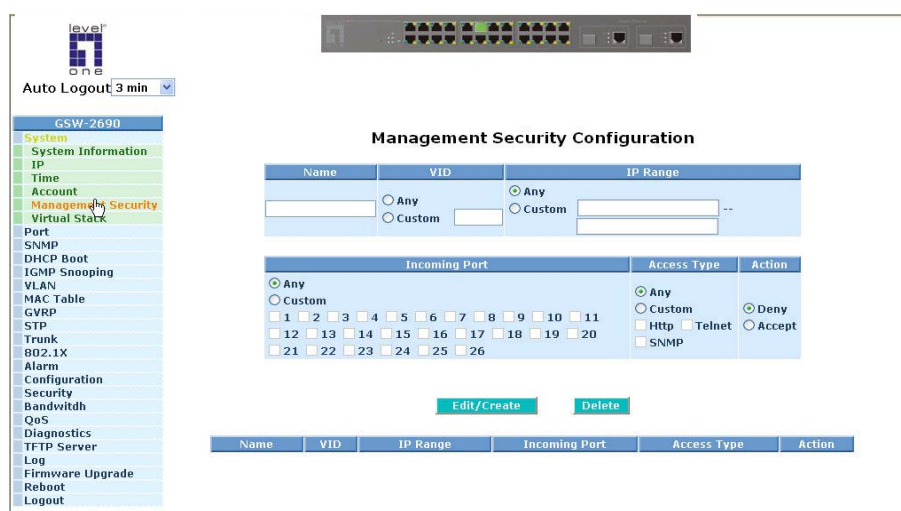 level
one
Auto Logout 3 min
GSW-2690
System
System Information
IP
Time
Account
Management Security
Virtual Stack
Port
SNMP
DHCP Boot
IGMP Snooping
VLAN
MAC Table
GVRP
STP
Trunk
802.1X
Alarm
Configuration
Security
Bandwitdh
QoS
Diagnostics
TFTP Server
Log
Firmware Upgrade
Reboot
Logout
Management Security Configuration
Name VID IP Range
Any
Custom
Any
Custom --
Incoming Port Access Type Action
Any
Custom
1 2 3 4 5 6 7 8 9 10 11
12 13 14 15 16 17 18 19 20
21 22 23 24 25 26
Any
Custom
Http Telnet
SNMP
Deny
Accept
Edit/Create Delete
Name VID IP Range Incoming Port Access Type Action